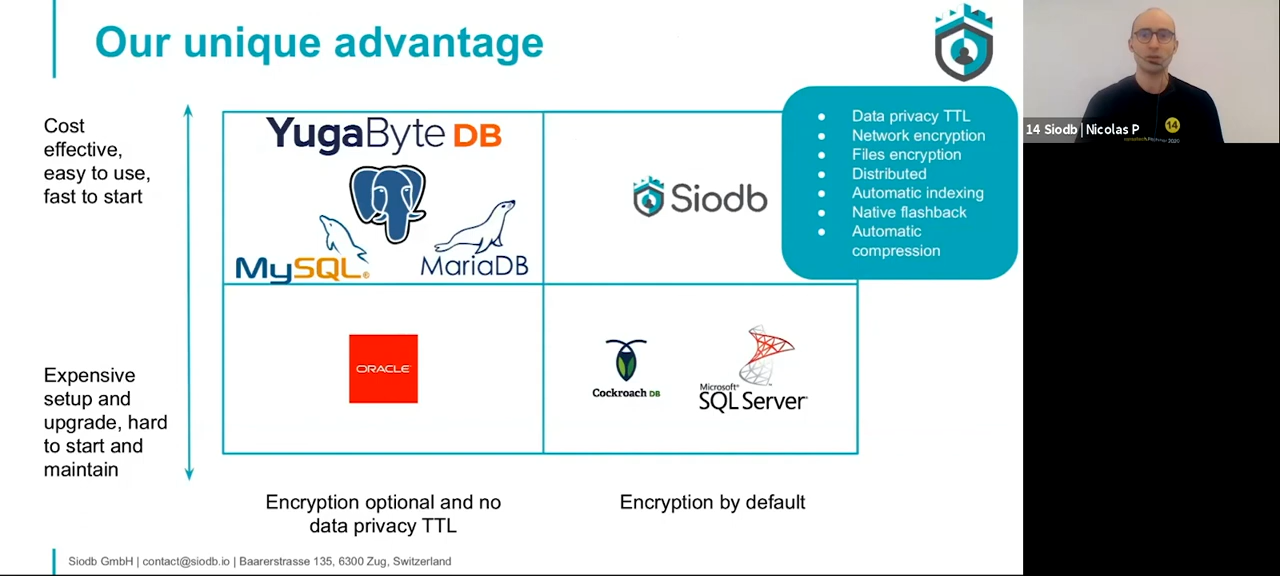 Our unique advantage
Cost
effective,
easy to use,
fast to start
YugaByte DB
MySQL®
MariaDB
Siodb
Data privacy TTL
Network encryption
Files encryption
Distributed
Automatic indexing
Native flashback
Automatic
compression
14 Siodb | Nicolas P
14
Expensive
setup and
upgrade, hard
to start and
maintain
ORACLE
Cockroach DB
Microsoft®
SQL Server
Encryption optional and no
data privacy TTL
Encryption by default
Siodb GmbH | contact@siodb.io | Baarerstrasse 135, 6300 Zug, Switzerland